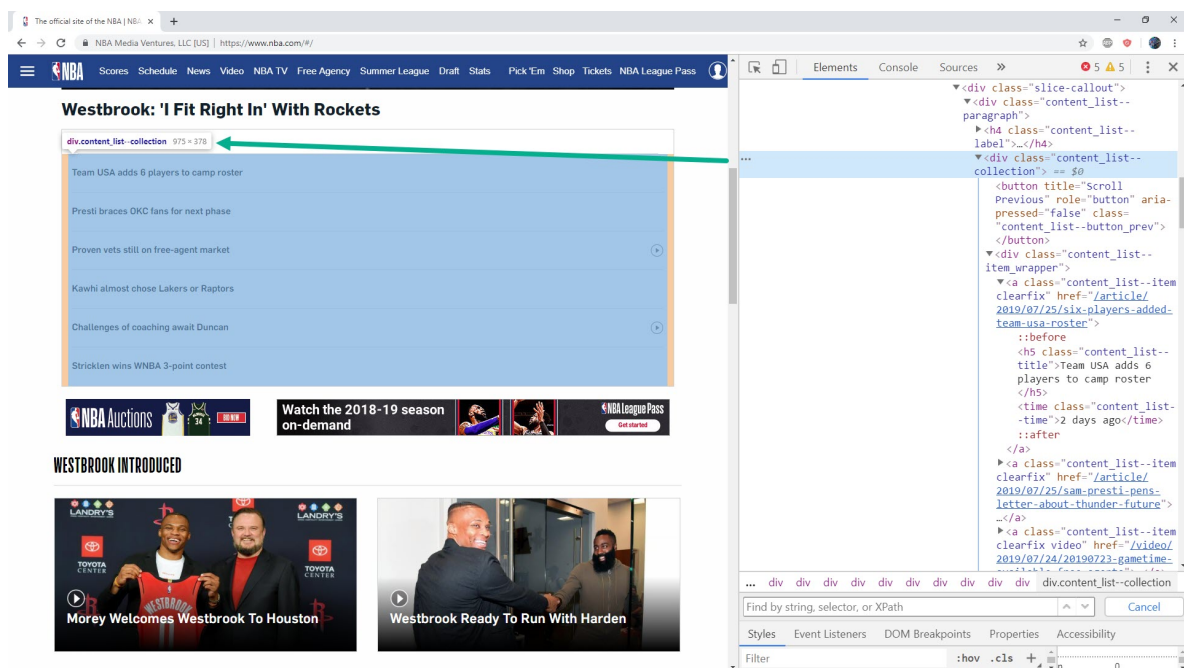 The official site of the NBA | NBA
NBA Media Ventures, LLC [US] | https://www.nba.com/#/
NBA Scores Schedule News Video NBA TV Free Agency Summer League Draft Stats Pick 'Em Shop Tickets NBA League Pass
Westbrook: 'I Fit Right In' With Rockets
div.content_list--collection 975 × 378
Team USA adds 6 players to camp roster
Presti braces OKC fans for next phase
Proven vets still on free-agent market
Kawhi almost chose Lakers or Raptors
Challenges of coaching await Duncan
Stricklen wins WNBA 3-point contest
NBA Auctions 34 BID NOW
Watch the 2018-19 season
on-demand
NBA League Pass
Get started
WESTBROOK INTRODUCED
LANDRY'S LANDRY'S
TOYOTA
CENTER
TOYOTA
CENTER
Morey Welcomes Westbrook To Houston
Westbrook Ready To Run With Harden
Elements Console Sources » 5 5
▼<div class="slice-callout">
▼<div class="content_list--
paragraph">
▶<h4 class="content_list--
label">…</h4>
▼<div class="content_list--
collection"> == $0
<button title="Scroll
Previous" role="button" aria-
pressed="false" class=
"content_list--button_prev">
</button>
▼<div class="content_list--
item_wrapper">
▼<a class="content_list--item
clearfix" href="/article/
2019/07/25/six-players-added-
team-usa-roster">
::before
<h5 class="content_list--
title">Team USA adds 6
players to camp roster
</h5>
<time class="content_list-
-time">2 days ago</time>
::after
</a>
▶<a class="content_list--item
clearfix" href="/article/
2019/07/25/sam-presti-pens-
letter-about-thunder-future">
…</a>
▶<a class="content_list--item
clearfix video" href="/video/
2019/07/24/20190723-gametime-
... div div div div div div div div div div div.content_list--collection
Find by string, selector, or XPath Cancel
Styles Event Listeners DOM Breakpoints Properties Accessibility
Filter :hov .cls +
0